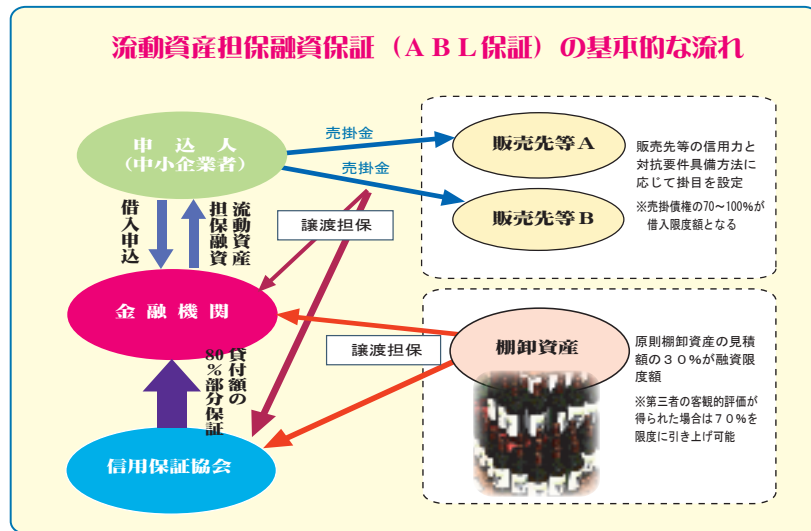 流動資産担保融資保証（ＡＢＬ保証）の基本的な流れ
申込人
（中小企業者）
売掛金
売掛金
販売先等Ａ
販売先等Ｂ
販売先等の信用力と
対抗要件具備方法に
応じて掛目を設定
※売掛債権の70～100％が
借入限度額となる
借入申込
流動資産
担保融資
譲渡担保
金融機関
譲渡担保
棚卸資産
原則棚卸資産の見積
額の３０％が融資限
度額
※第三者の客観的評価が
得られた場合は７０％を
限度に引き上げ可能
貸付額の
80％部分保証
信用保証協会